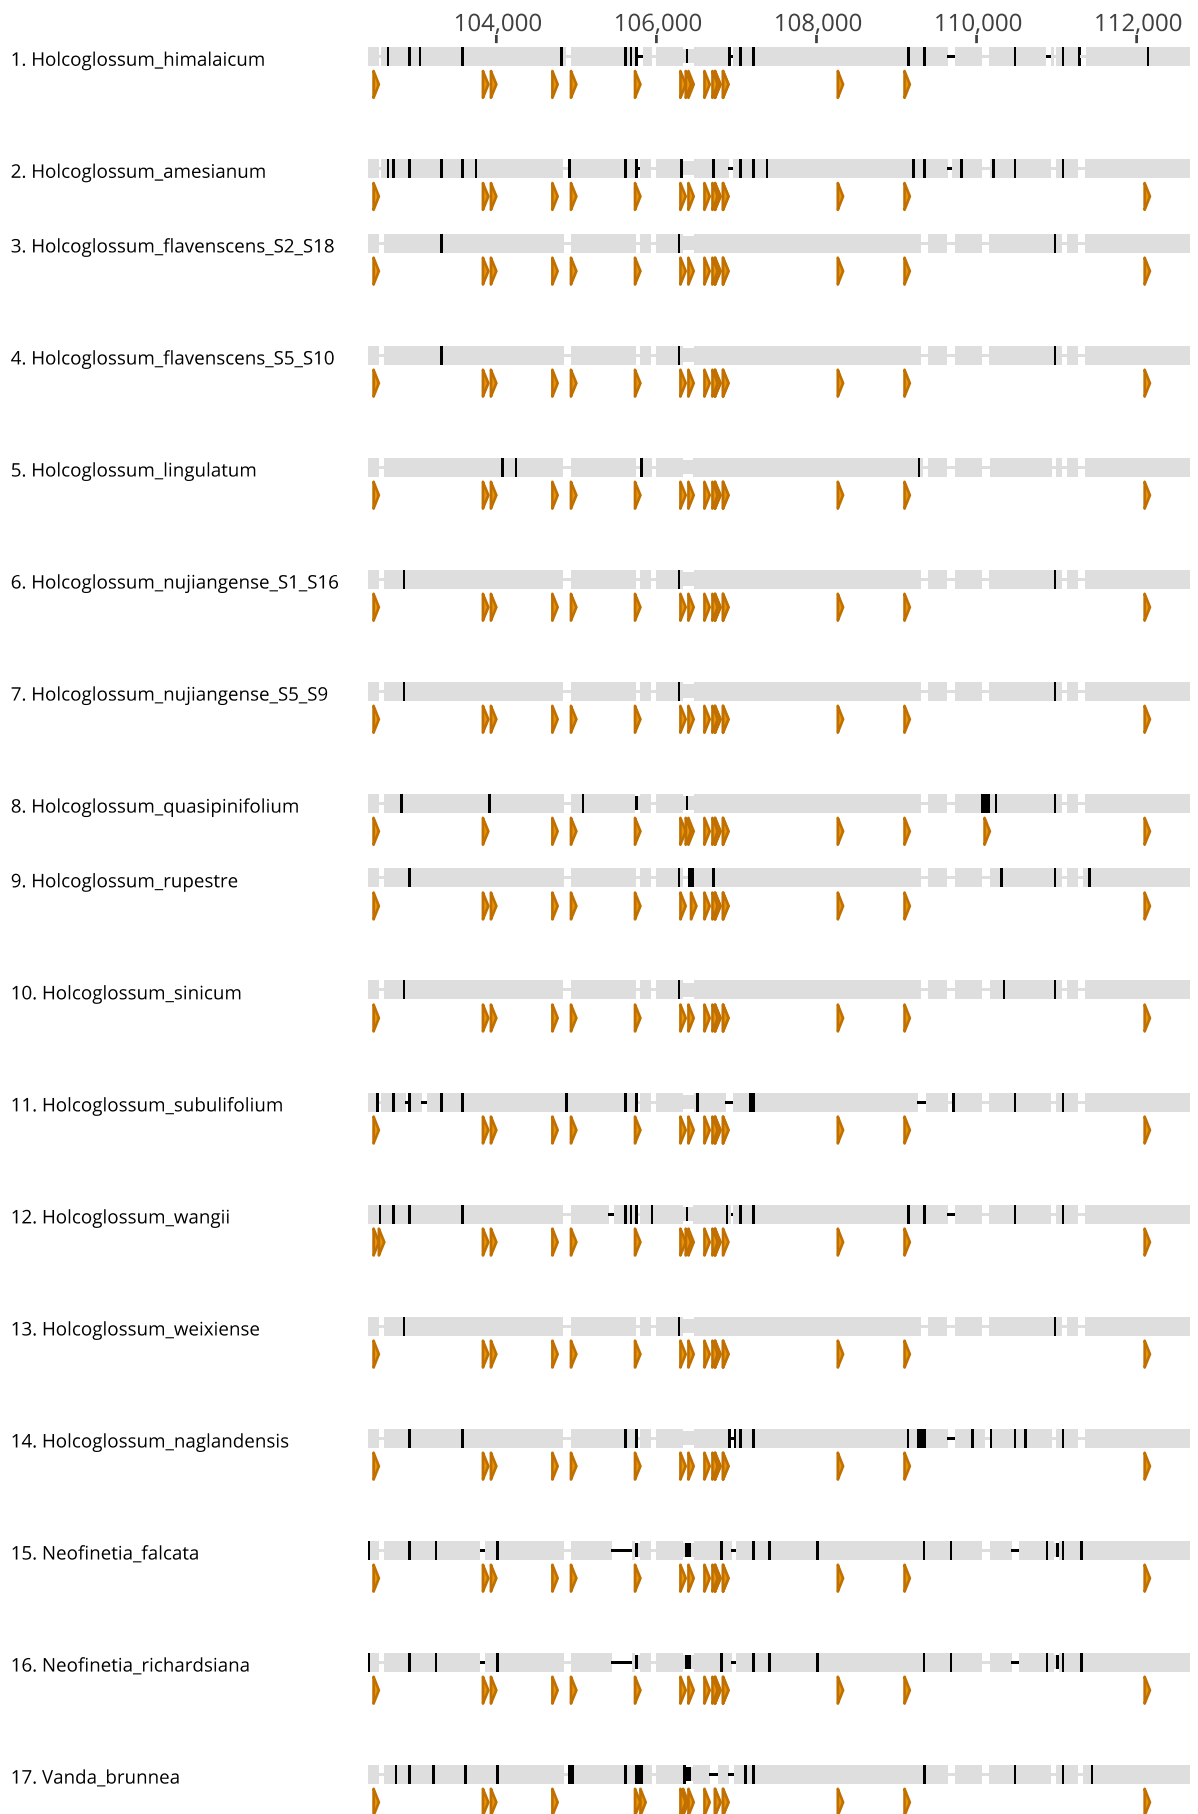 104,000 106,000 108,000 110,000 112,000
1. Holcoglossum_himalaicum
2. Holcoglossum_amesianum
3. Holcoglossum_flavenscens_S2_S18
4. Holcoglossum_flavenscens_S5_S10
5. Holcoglossum_lingulatum
6. Holcoglossum_nujiangense_S1_S16
7. Holcoglossum_nujiangense_S5_S9
8. Holcoglossum_quasipinifolium
9. Holcoglossum_rupestre
10. Holcoglossum_sinicum
11. Holcoglossum_subulifolium
12. Holcoglossum_wangii
13. Holcoglossum_weixiense
14. Holcoglossum_naglandensis
15. Neofinetia_falcata
16. Neofinetia_richardsiana
17. Vanda_brunnea